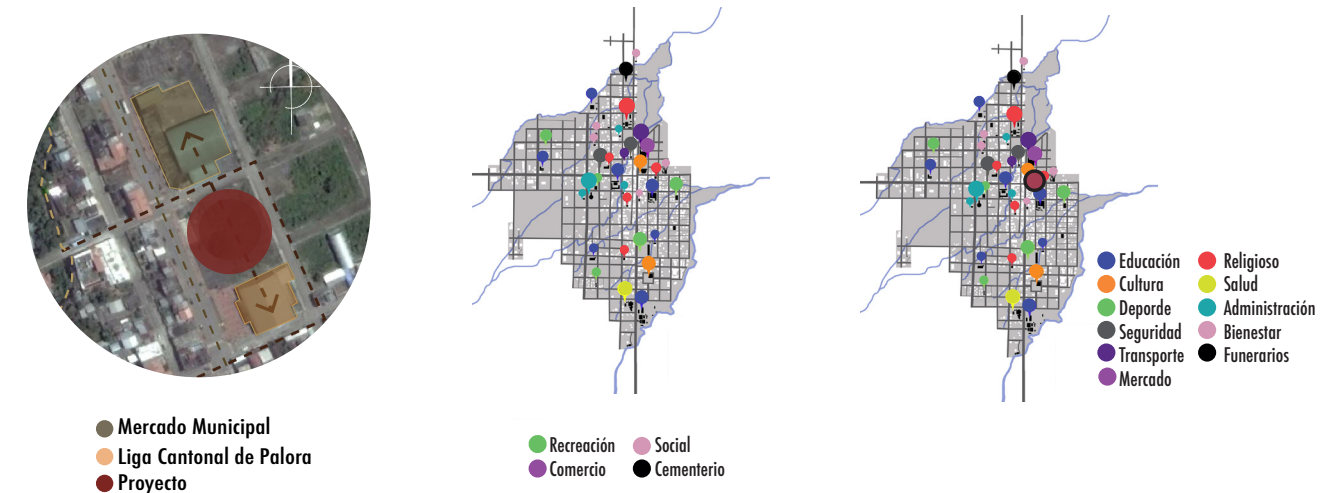 Mercado Municipal
Liga Cantonal de Palora
Proyecto
Recreación
Social
Comercio
Cementerio
Educación
Religioso
Cultura
Salud
Deporde
Administración
Seguridad
Bienestar
Transporte
Funerarios
Mercado